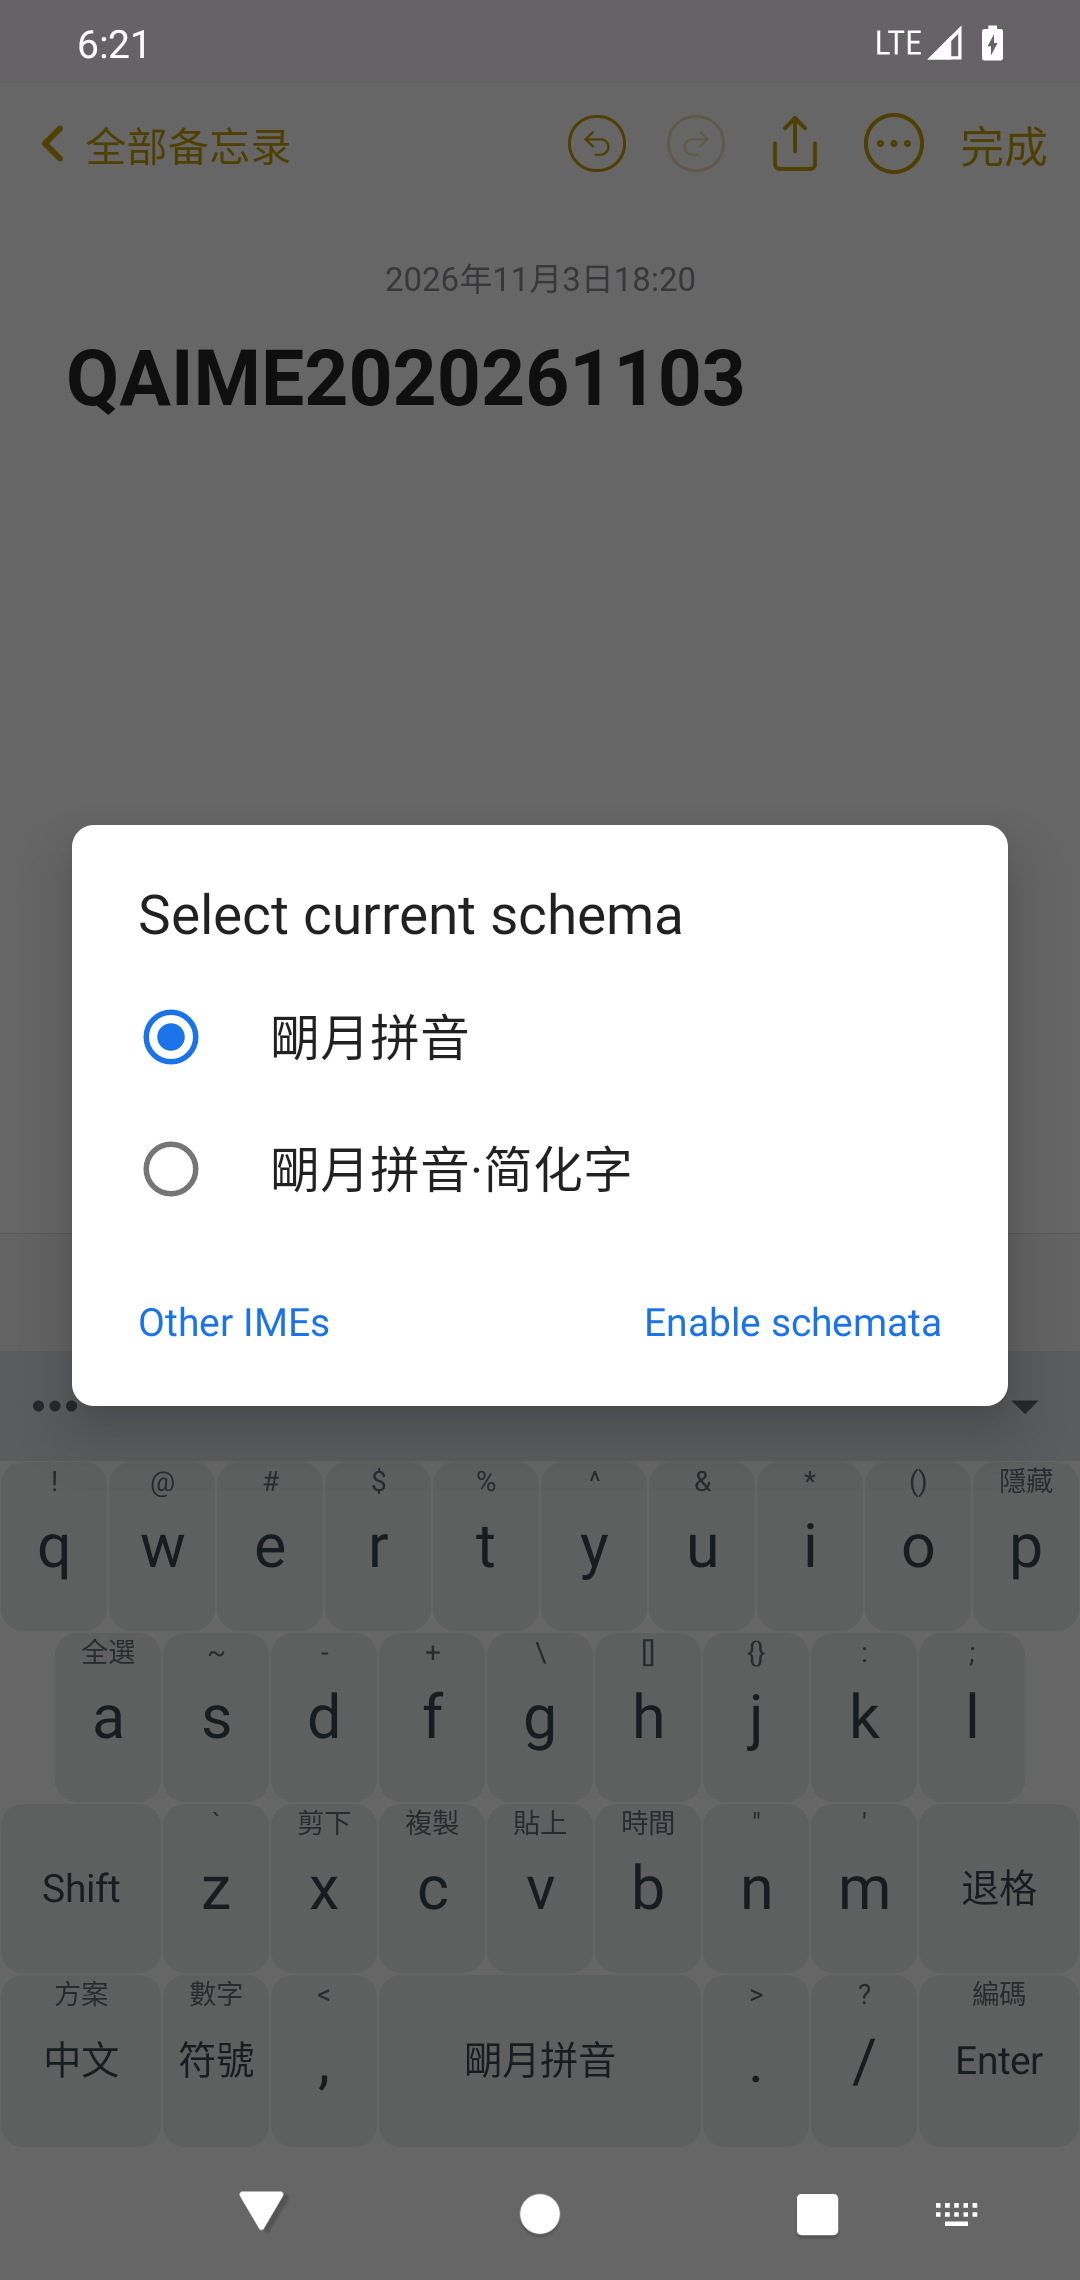 6:21
LTE
全部备忘录
完成
2026年11月3日18:20
QAIME2020261103
Select current schema
朙月拼音
朙月拼音·简化字
Other IMEs
Enable schemata
! @ # $ % ^ & * () 隱藏
q w e r t y u i o p
全選 ~ - + \ [] {} : ;
a s d f g h j k l
` 剪下 複製 貼上 時間 " '
Shift z x c v b n m 退格
方案 數字 < > ? 編碼
中文 符號 , 朙月拼音 . / Enter